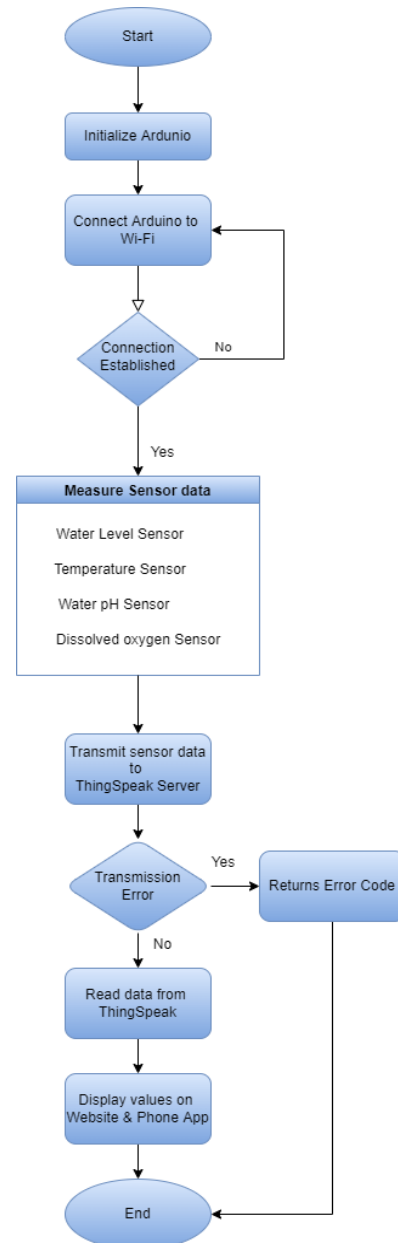 Start
Initialize Ardunio
Connect Arduino to
Wi-Fi
Connection
Established
No
Yes
Measure Sensor data
Water Level Sensor
Temperature Sensor
Water pH Sensor
Dissolved oxygen Sensor
Transmit sensor data
to
ThingSpeak Server
Transmission
Error
Yes
Returns Error Code
No
Read data from
ThingSpeak
Display values on
Website & Phone App
End